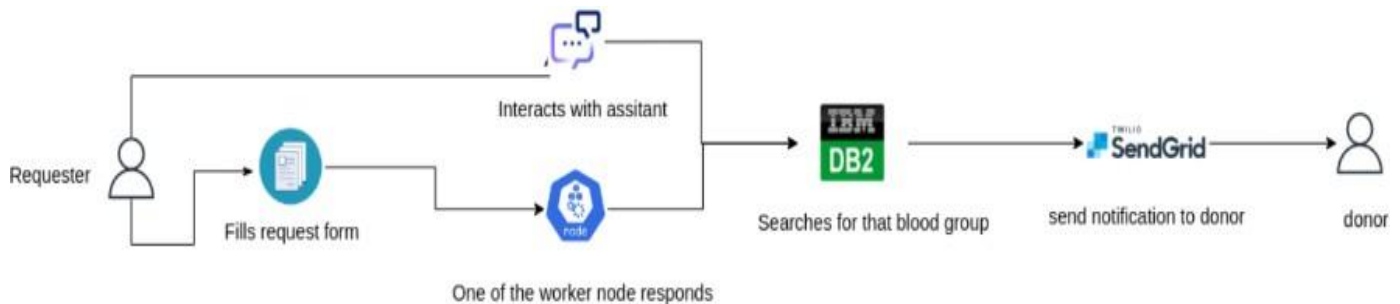 Interacts with assitant
Requester
Fills request form
node
One of the worker node responds
IBM
DB2
Searches for that blood group
TWILIO
SendGrid
send notification to donor
donor